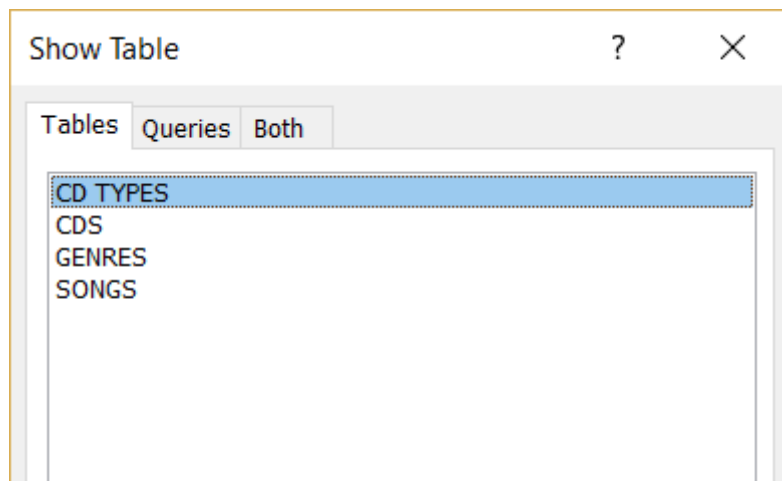 Show Table ?
Tables Queries Both
CD TYPES
CDS
GENRES
SONGS